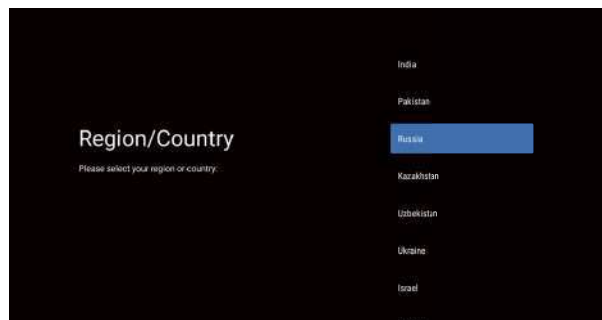 Region/Country
Please select your region or country:
India
Pakistan
Russia
Kazakhstan
Uzbekistan
Ukraine
Israel